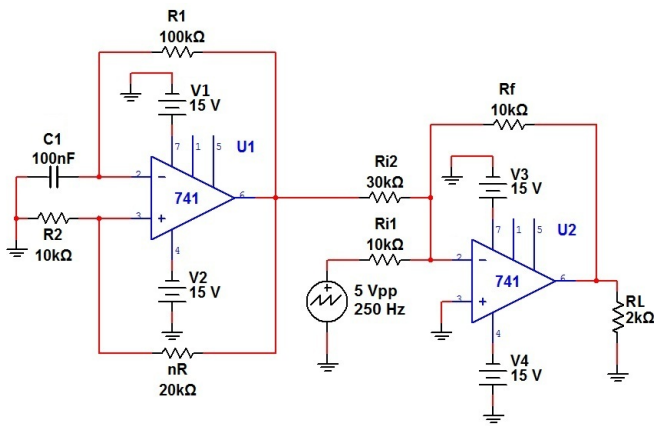 R1
100kΩ
V1
15 V
C1
100nF
7
1
5
U1
2
−
741
6
3
+
R2
10kΩ
4
V2
15 V
nR
20kΩ
Rf
10kΩ
Ri2
30kΩ
V3
15 V
Ri1
10kΩ
7
1
5
U2
2
−
741
6
3
+
5 Vpp
250 Hz
+
RL
2kΩ
4
V4
15 V